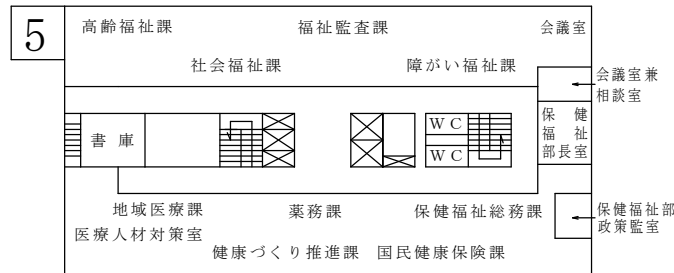 5
高齢福祉課
福祉監査課
会議室
社会福祉課
障がい福祉課
会議室兼
相談室
書庫
WC
WC
保健
福祉
部長室
地域医療課
薬務課
保健福祉総務課
保健福祉部
政策監室
医療人材対策室
健康づくり推進課
国民健康保険課